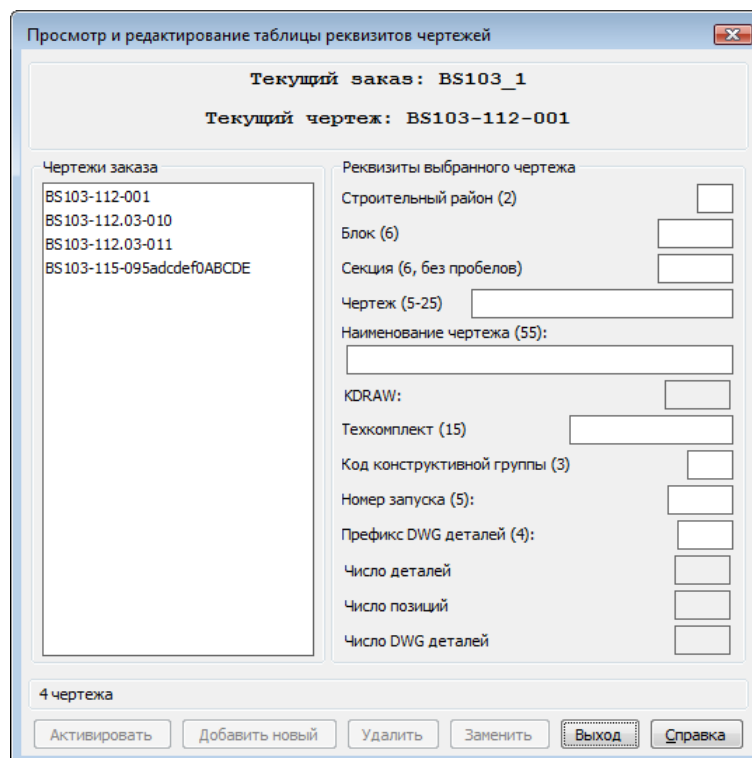 Просмотр и редактирование таблицы реквизитов чертежей
Текущий заказ: BS103_1
Текущий чертеж: BS103-112-001
Чертежи заказа
BS103-112-001
BS103-112.03-010
BS103-112.03-011
BS103-115-095adcdef0ABCDE
Реквизиты выбранного чертежа
Строительный район (2)
Блок (6)
Секция (6, без пробелов)
Чертеж (5-25)
Наименование чертежа (55):
KDRAW:
Техкомплект (15)
Код конструктивной группы (3)
Номер запуска (5):
Префикс DWG деталей (4):
Число деталей
Число позиций
Число DWG деталей
4 чертежа
Активировать Добавить новый Удалить Заменить Выход Справка